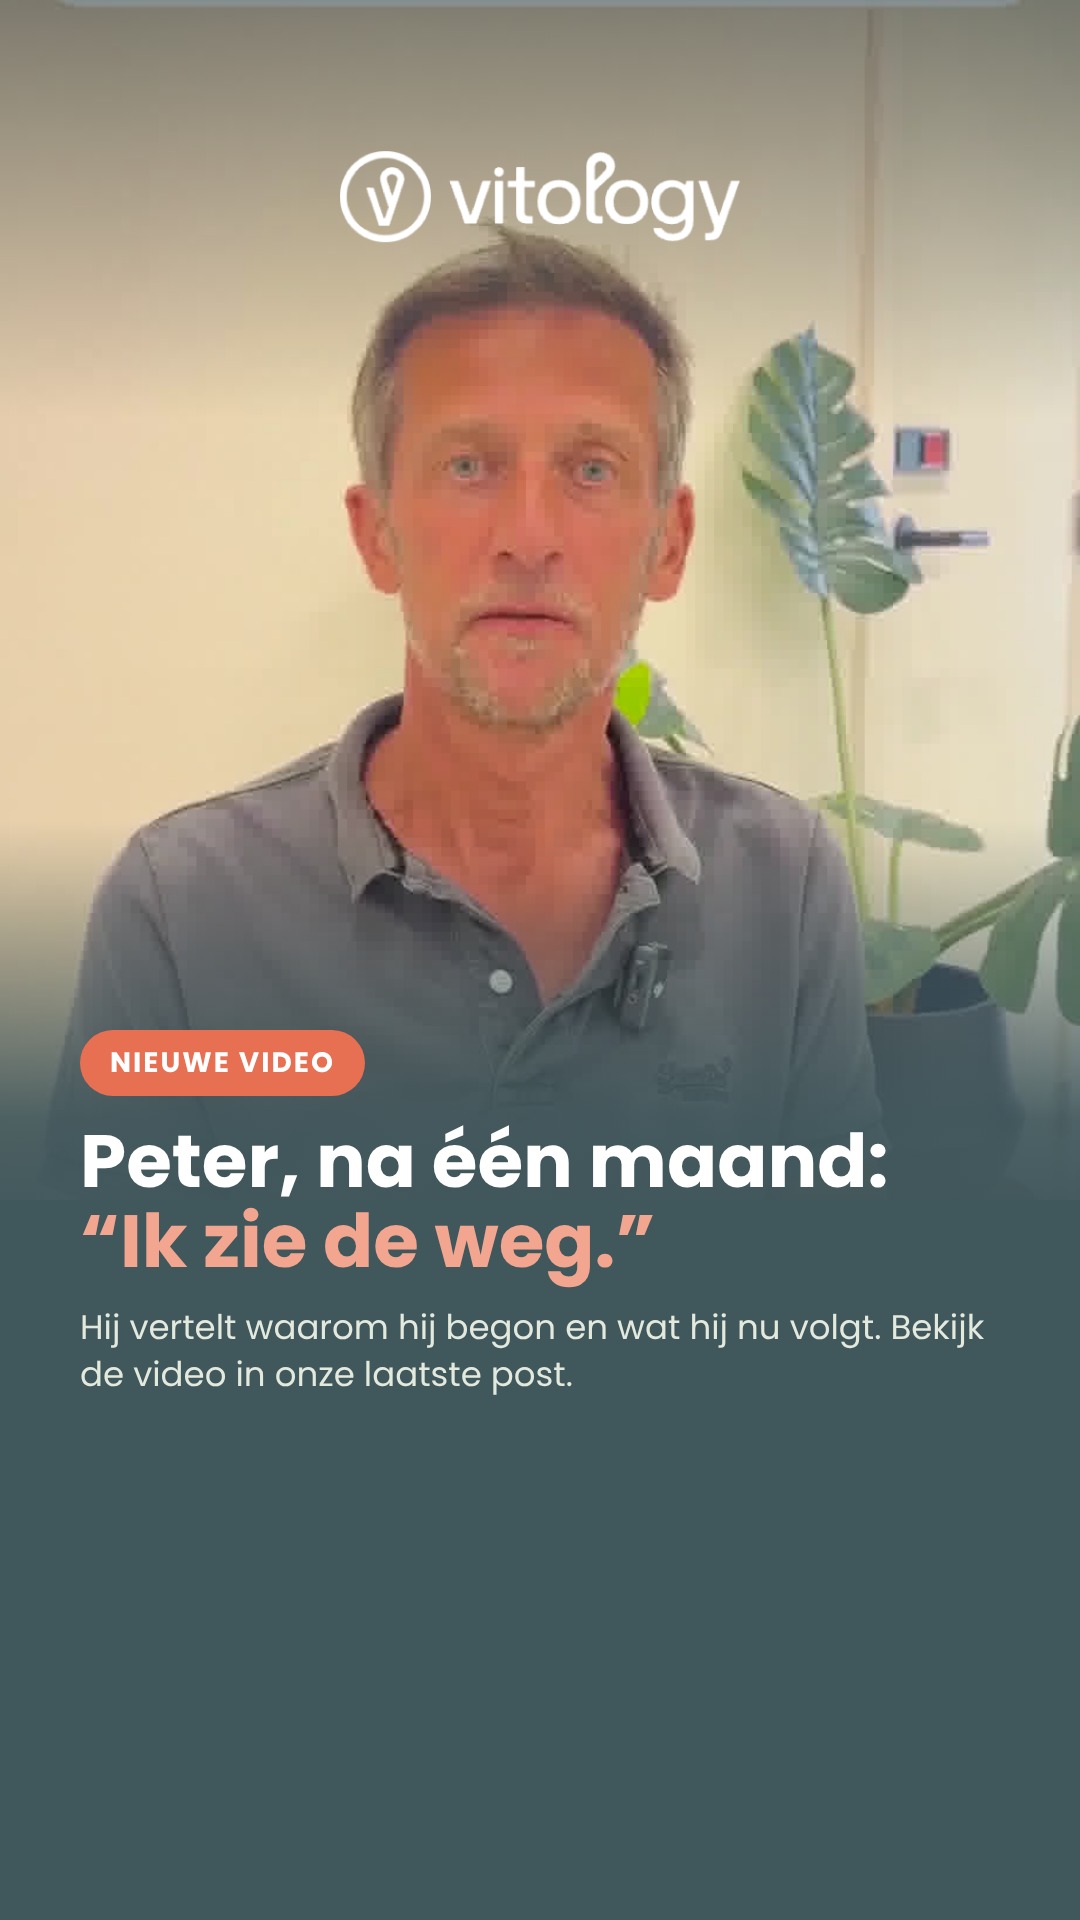 vitology
NIEUWE VIDEO
Peter, na één maand:
“Ik zie de weg.”
Hij vertelt waarom hij begon en wat hij nu volgt. Bekijk
de video in onze laatste post.